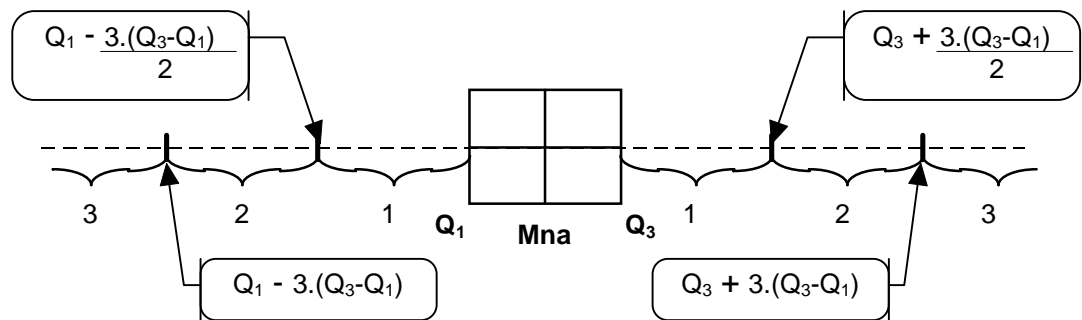 Q₁ - 3.(Q₃-Q₁)
2
Q₃ + 3.(Q₃-Q₁)
2
3
2
1
Q₁
Mna
Q₃
1
2
3
Q₁ - 3.(Q₃-Q₁)
Q₃ + 3.(Q₃-Q₁)